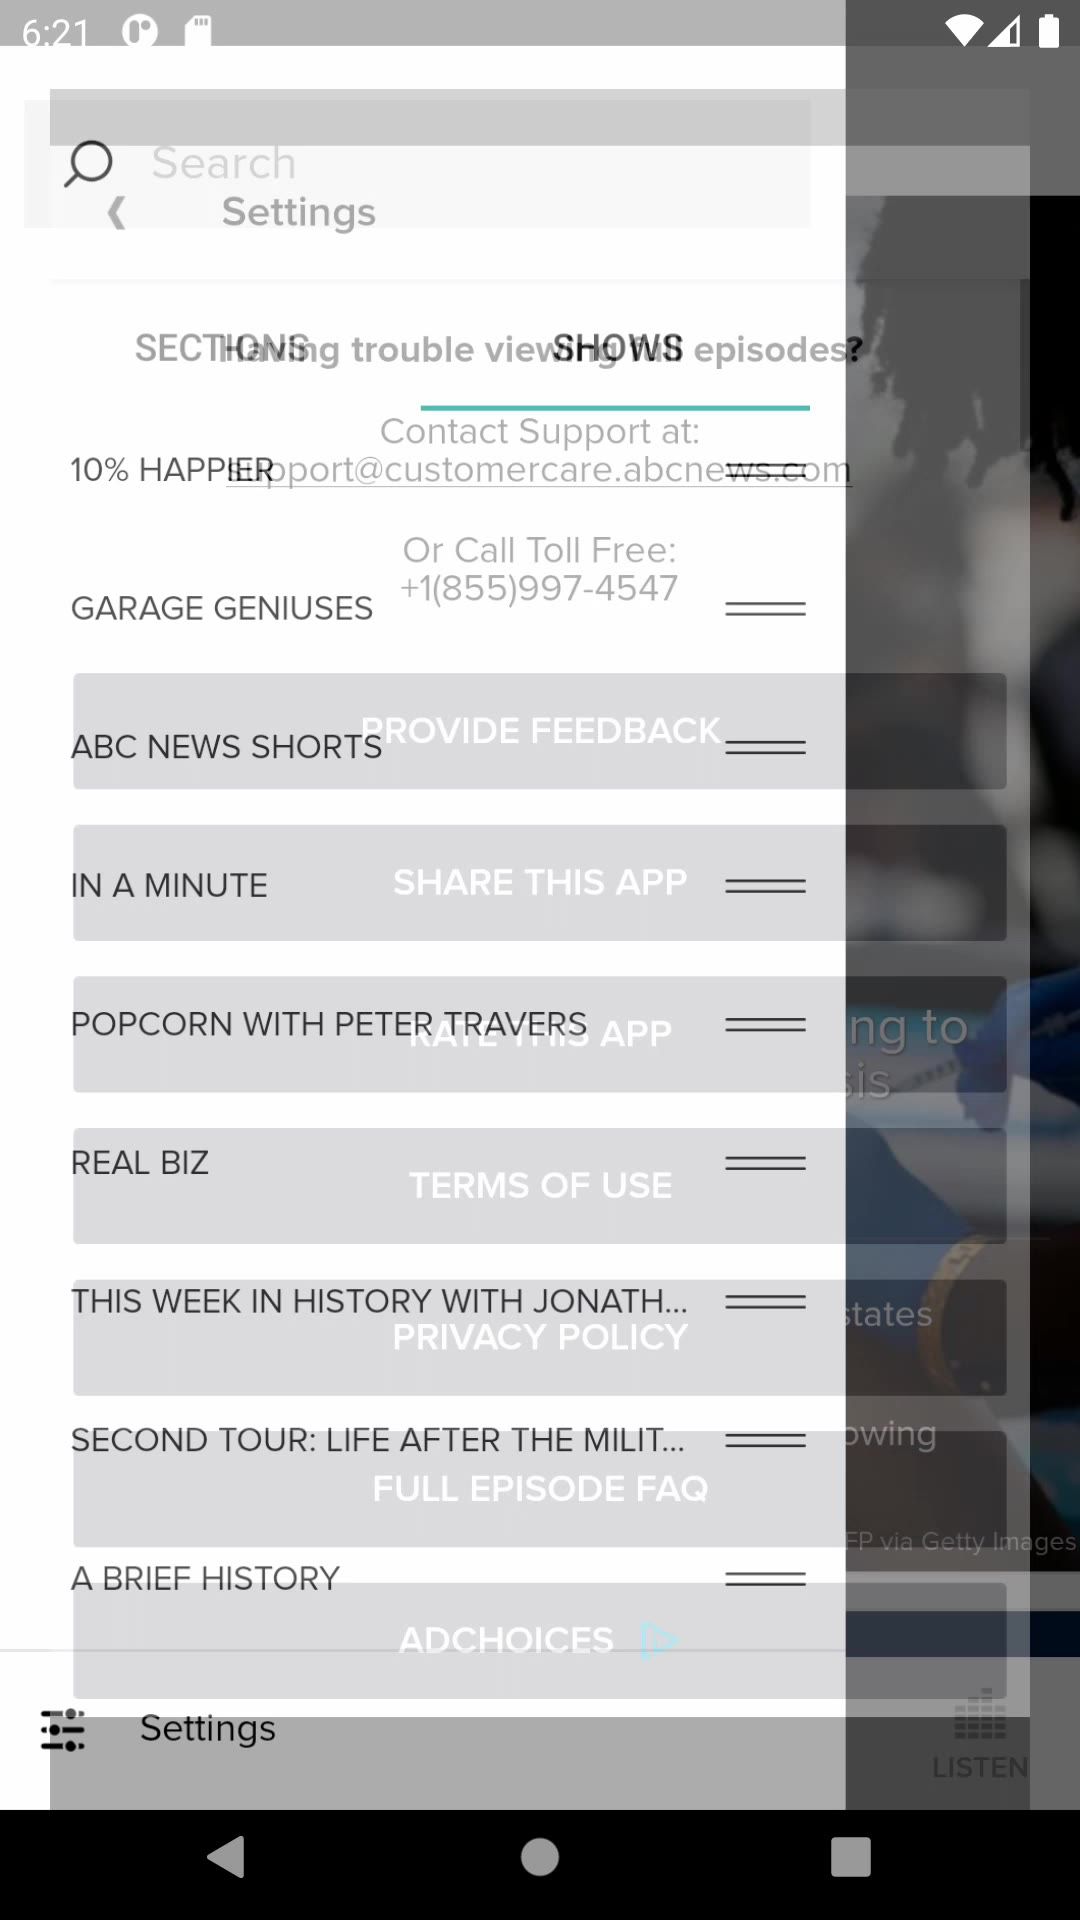 6:21
Search
Settings
SECTIONS
SHOWS
Having trouble viewing full episodes?
Contact Support at:
support@customercare.abcnews.com
10% HAPPIER
Or Call Toll Free:
+1(855)997-4547
GARAGE GENIUSES
PROVIDE FEEDBACK
ABC NEWS SHORTS
SHARE THIS APP
IN A MINUTE
POPCORN WITH PETER TRAVERS
RATE THIS APP
ng to
sis
REAL BIZ
TERMS OF USE
THIS WEEK IN HISTORY WITH JONATH...
states
PRIVACY POLICY
SECOND TOUR: LIFE AFTER THE MILIT...
owing
FULL EPISODE FAQ
FP via Getty Images
A BRIEF HISTORY
ADCHOICES
Settings
LISTEN